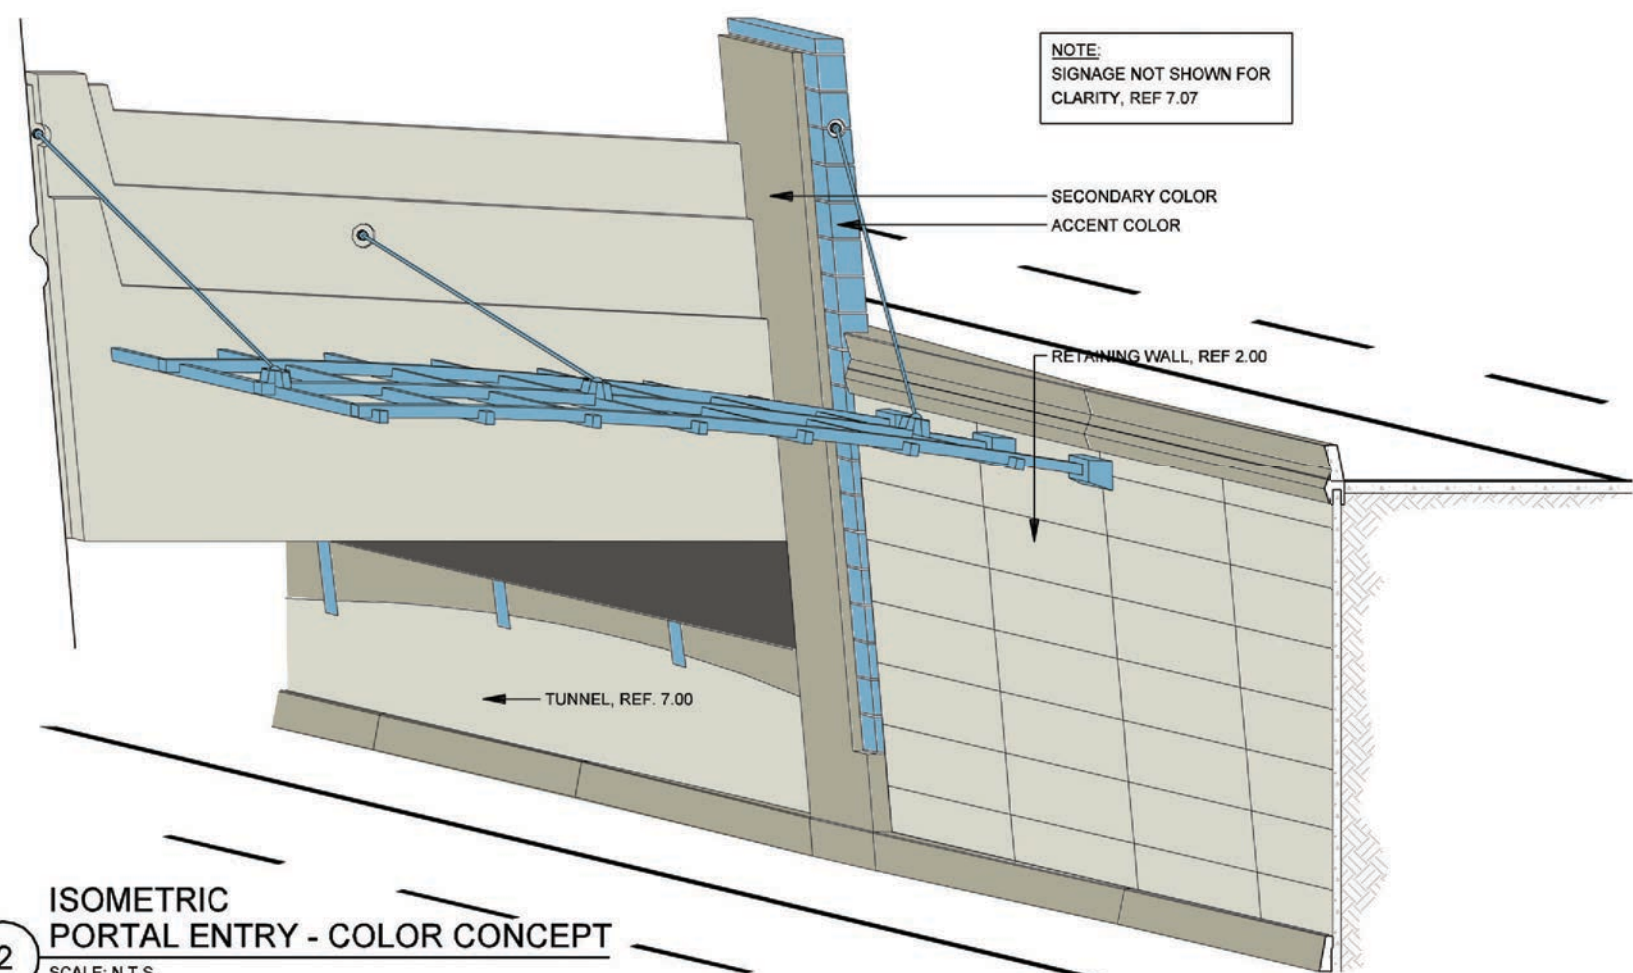 NOTE:
SIGNAGE NOT SHOWN FOR
CLARITY, REF 7.07
SECONDARY COLOR
ACCENT COLOR
RETAINING WALL, REF 2.00
TUNNEL, REF. 7.00
2
ISOMETRIC
PORTAL ENTRY - COLOR CONCEPT
SCALE: N.T.S.